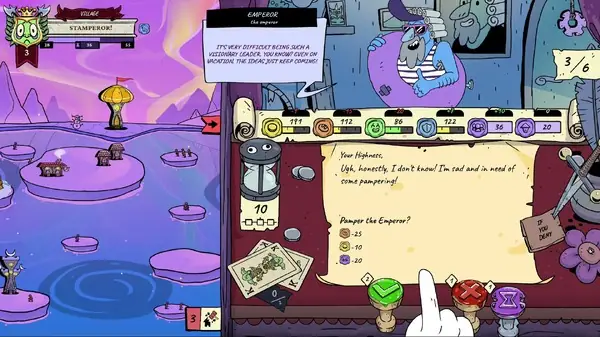 VILLAGE
STAMPEROR!
3
EMPEROR
the emperor
IT'S VERY DIFFICULT BEING SUCH A
VISIONARY LEADER, YOU KNOW? EVEN ON
VACATION, THE IDEAS JUST KEEP COMING!
3/6
191
112
86
122
36
20
Your Highness,
Ugh, honestly, I don't know! I'm sad and in need of
some pampering!
Pamper the Emperor?
-25
-10
-20
10
K
K
0
IF
YOU
DENY
3